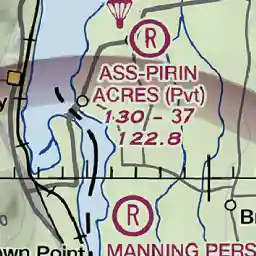 R
ASS-PIRIN
ACRES (Pvt)
130 - 37
122.8
R
Br
own Point
MANNING PERS